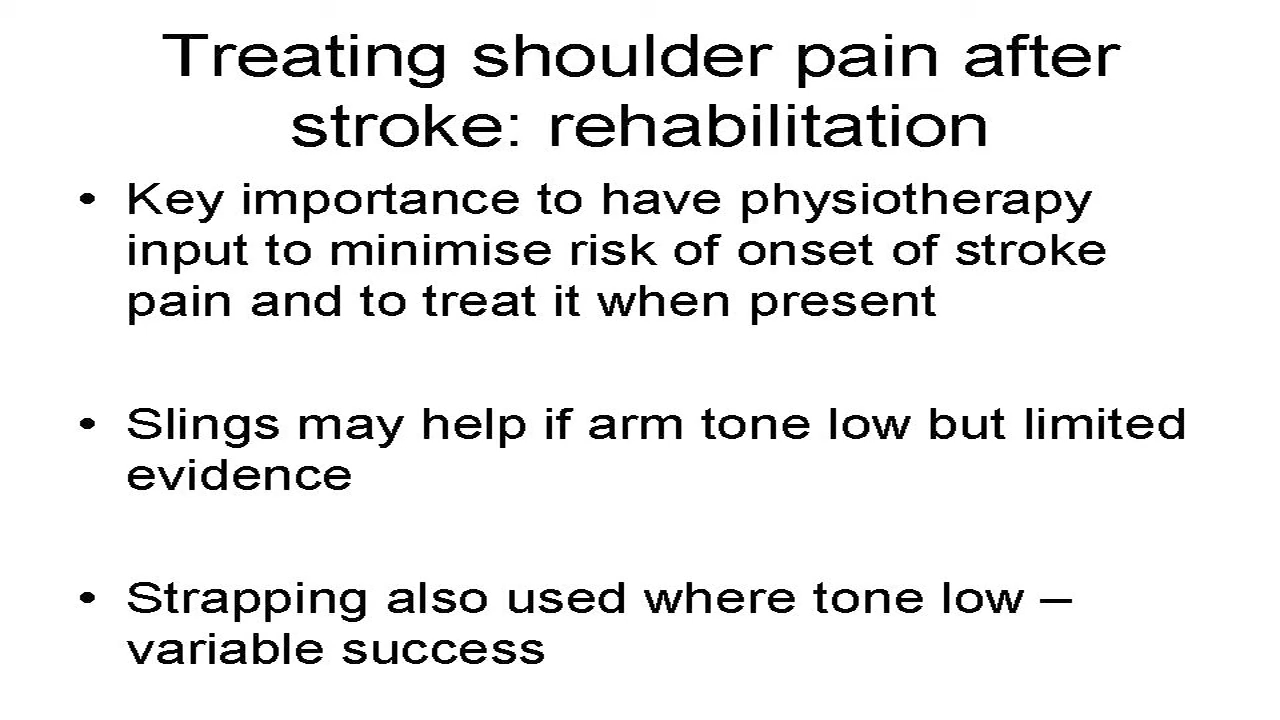 Treating shoulder pain after
stroke: rehabilitation
• Key importance to have physiotherapy
input to minimise risk of onset of stroke
pain and to treat it when present
• Slings may help if arm tone low but limited
evidence
• Strapping also used where tone low –
variable success